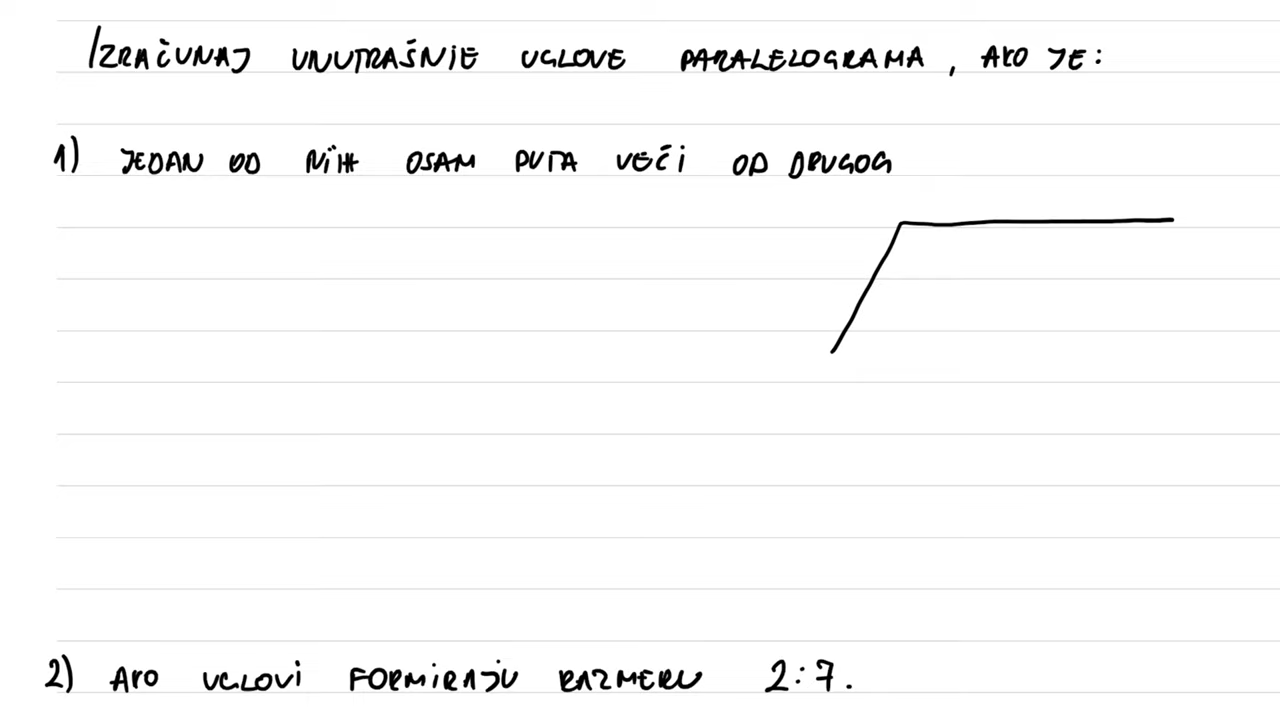 IZRAČUNAJ UNUTRAŠNJE UGLOVE PARALELOGRAMA, AKO JE:
1) JEDAN OD NJIH OSAM PUTA VEĆI OD DRUGOG
2) AKO UGLOVI FORMIRAJU RAZMERU 2:7.